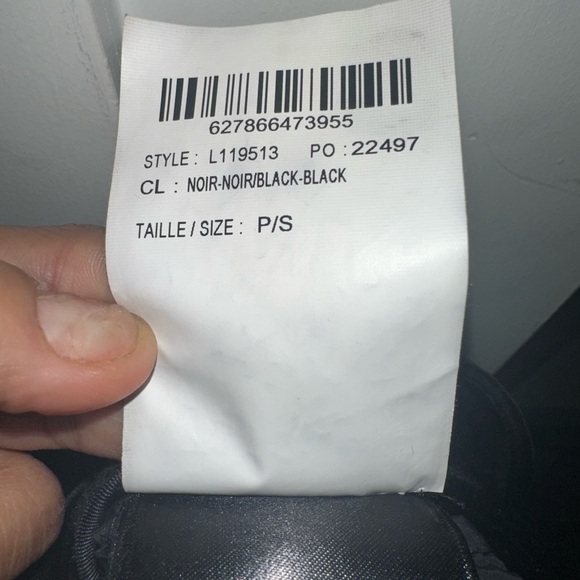 627866473955
STYLE : L119513 PO : 22497
CL : NOIR-NOIR/BLACK-BLACK
TAILLE / SIZE : P/S